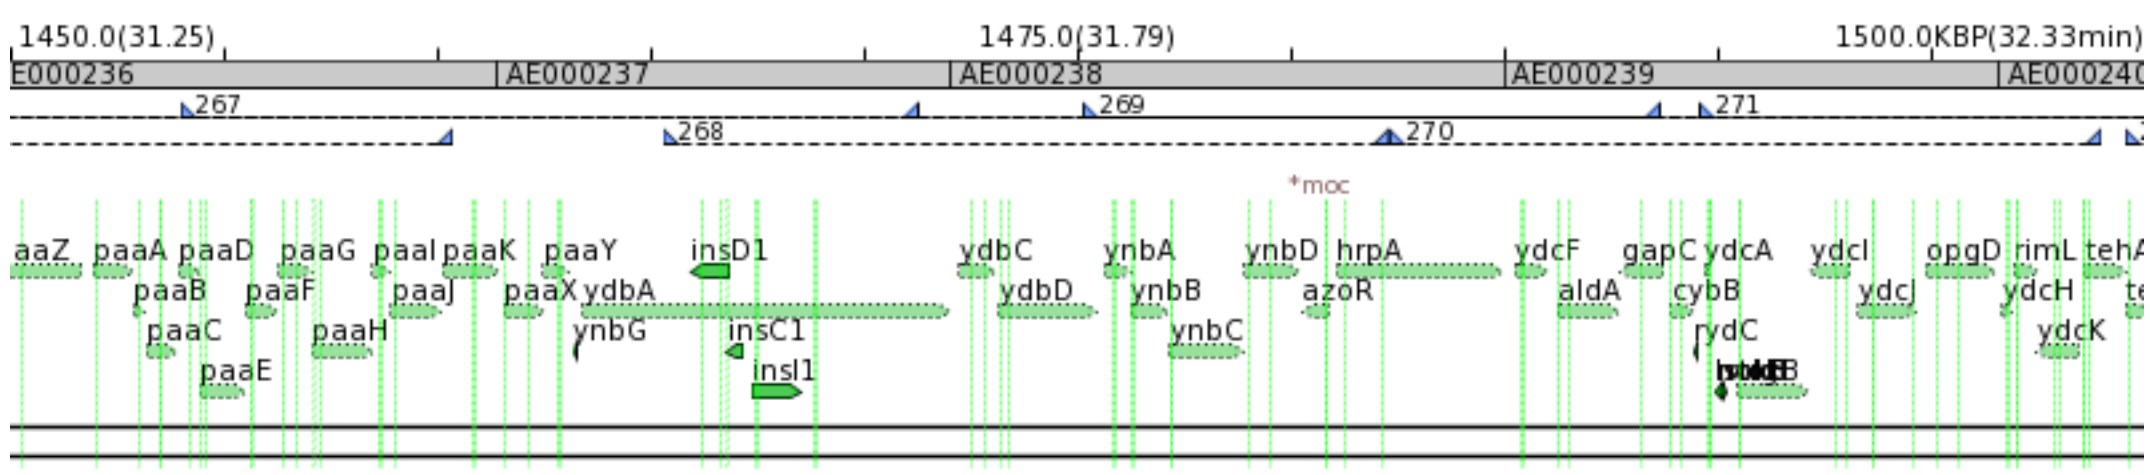 1450.0(31.25) 1475.0(31.79) 1500.0KBP(32.33min)
E000236 AE000237 AE000238 AE000239 AE000240
267 269 271
268 270
*moc
aaZ paaA paaD paaG paaI paaK paaY insD1 ydbC ynbA ynbD hrpA ydcF gapC ydcA ydcI opgD rimL tehA
paaB paaF paaJ paaX ydbA ydbD ynbB azoR aldA cybB ydcJ ydcH te
paaC paaH ynbG insC1 ynbC rydC ydcK
paaE insI1